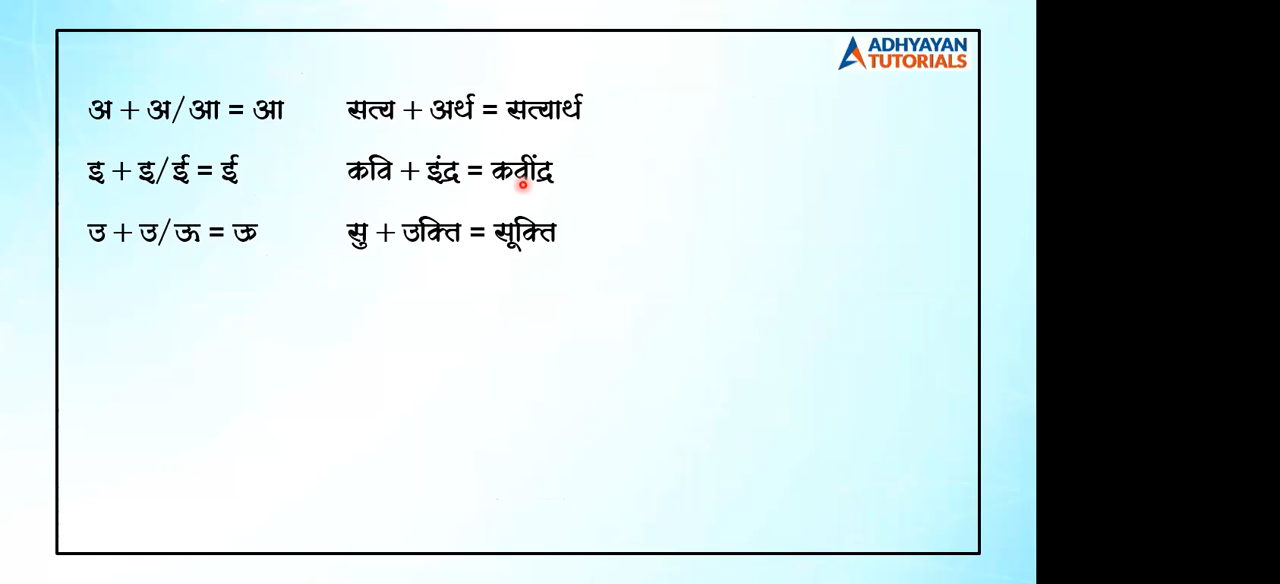 ADHYAYAN
TUTORIALS
अ + अ/आ = आ सत्य + अर्थ = सत्यार्थ
इ + इ/ई = ई कवि + इंद्र = कवींद्र
उ + उ/ऊ = ऊ सु + उक्ति = सूक्ति